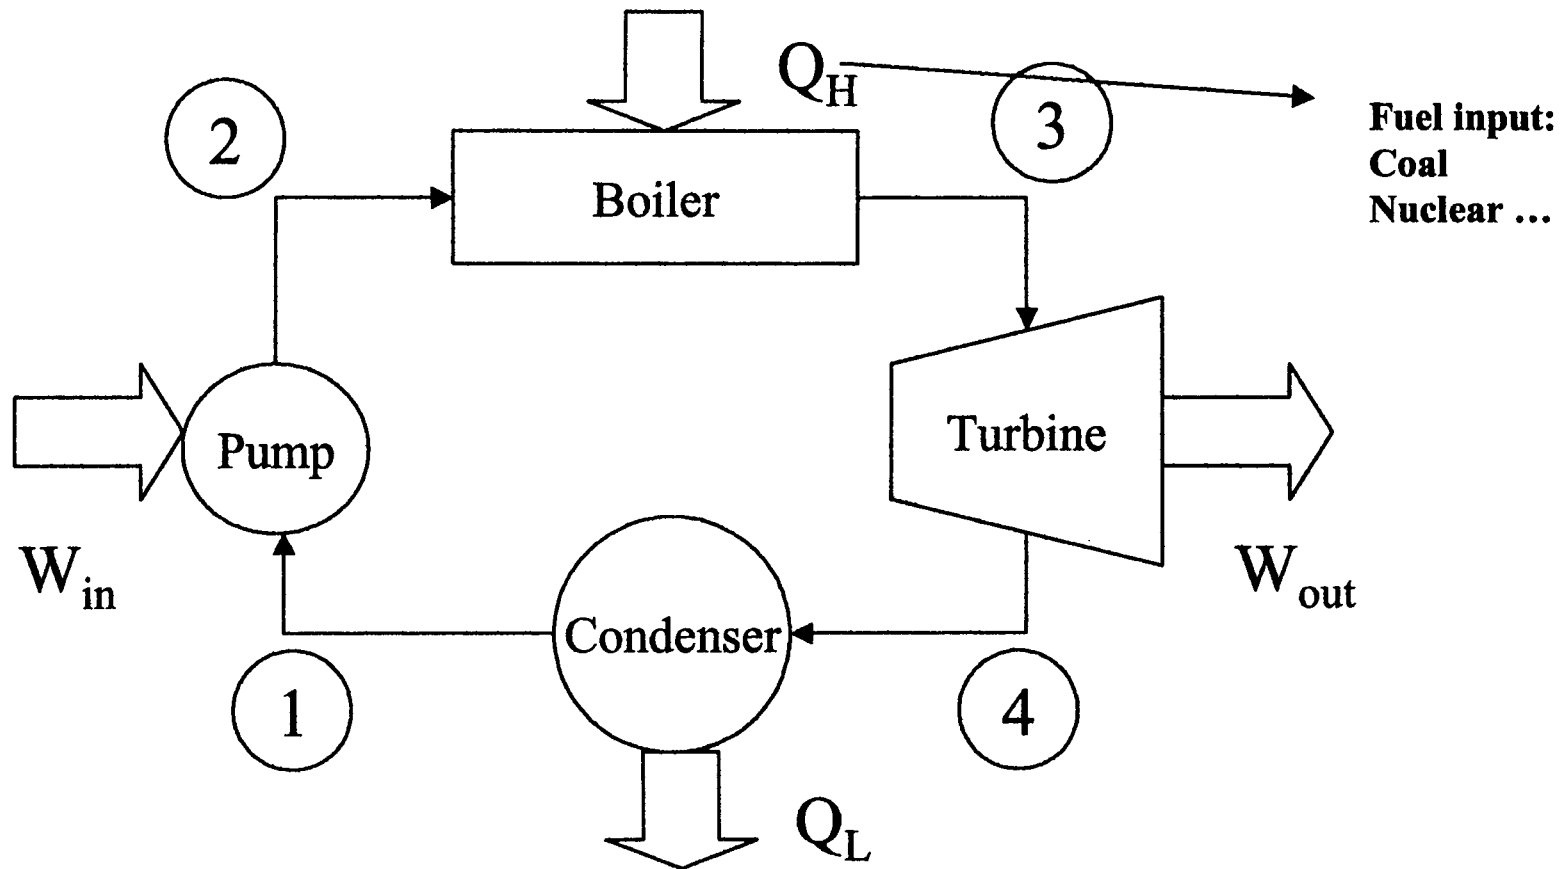 Q_H
3
Fuel input:
Coal
Nuclear ...
2
Boiler
Turbine
Pump
W_in
W_out
Condenser
1
4
Q_L